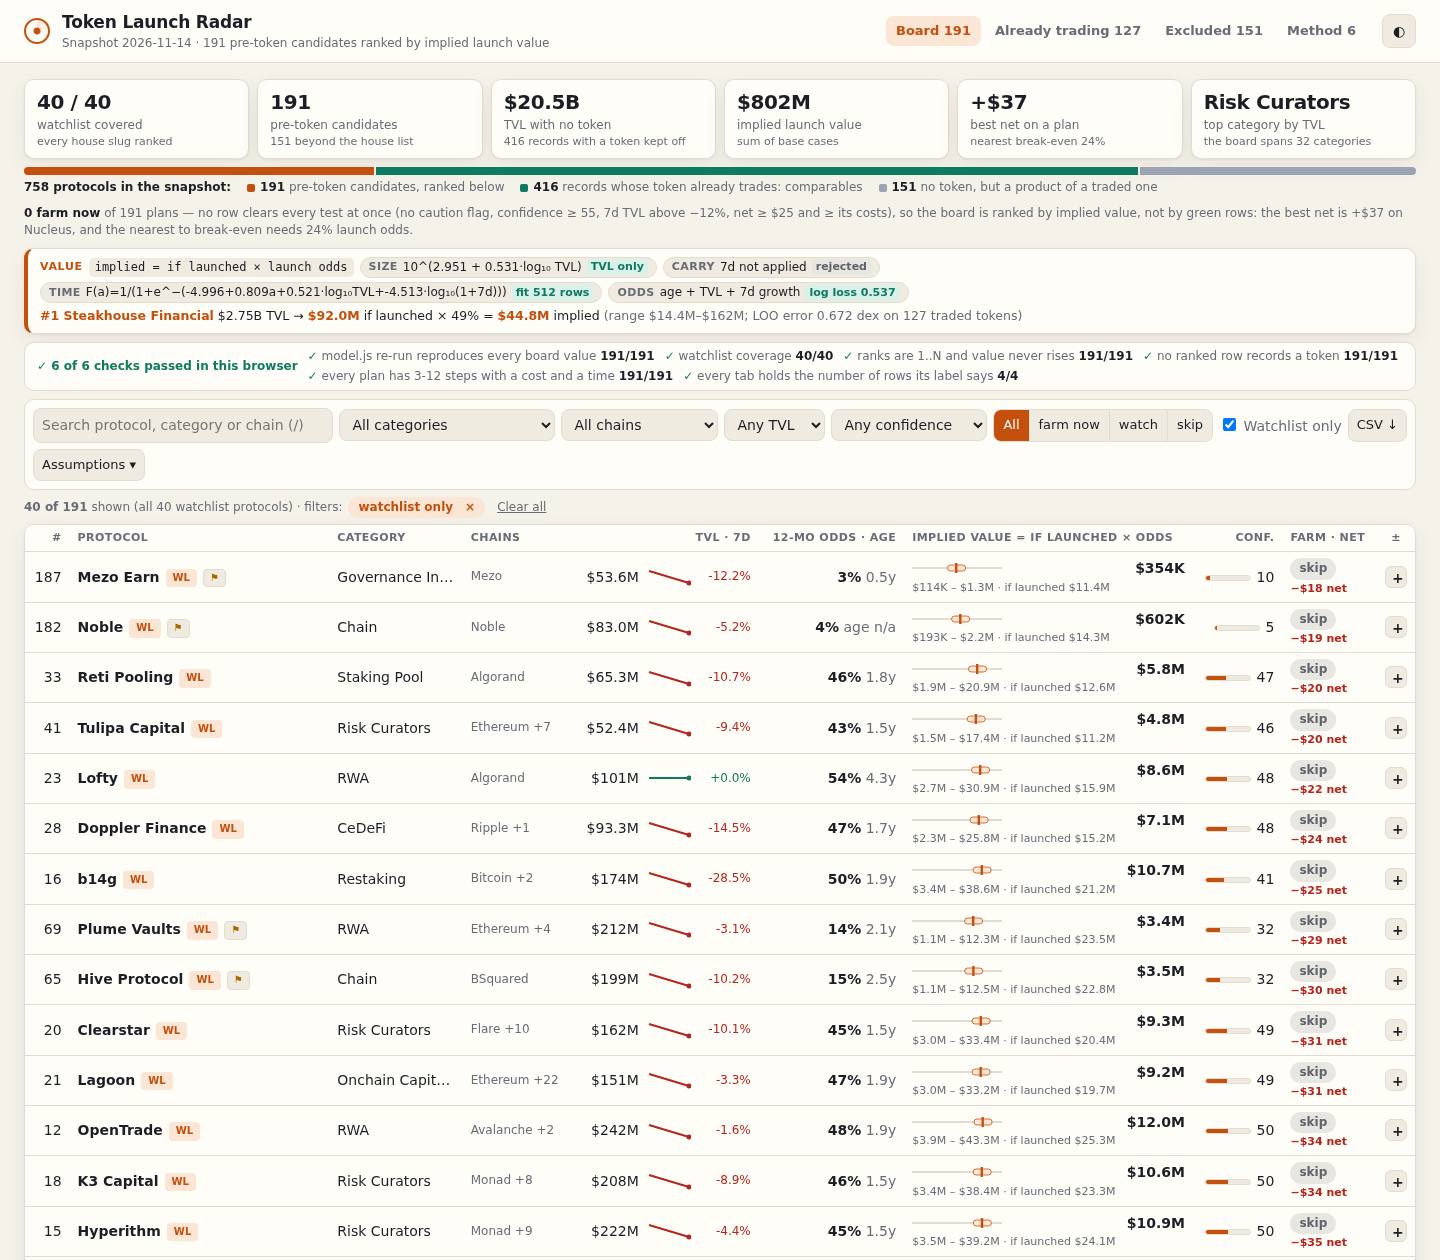 Token Launch Radar
Snapshot 2026-11-14 · 191 pre-token candidates ranked by implied launch value
Board 191 Already trading 127 Excluded 151 Method 6 ◐
40 / 40
watchlist covered
every house slug ranked
191
pre-token candidates
151 beyond the house list
$20.5B
TVL with no token
416 records with a token kept off
$802M
implied launch value
sum of base cases
+$37
best net on a plan
nearest break-even 24%
Risk Curators
top category by TVL
the board spans 32 categories
758 protocols in the snapshot: 191 pre-token candidates, ranked below 416 records whose token already trades: comparables 151 no token, but a product of a traded one
0 farm now of 191 plans — no row clears every test at once (no caution flag, confidence ≥ 55, 7d TVL above −12%, net ≥ $25 and ≥ its costs), so the board is ranked by implied value, not by green rows: the best net is +$37 on
Nucleus, and the nearest to break-even needs 24% launch odds.
VALUE implied = if launched × launch odds SIZE 10^(2.951 + 0.531·log₁₀ TVL) TVL only CARRY 7d not applied rejected
TIME F(a)=1/(1+e^−(-4.996+0.809a+0.521·log₁₀TVL+-4.513·log₁₀(1+7d))) fit 512 rows ODDS age + TVL + 7d growth log loss 0.537
#1 Steakhouse Financial $2.75B TVL → $92.0M if launched × 49% = $44.8M implied (range $14.4M–$162M; LOO error 0.672 dex on 127 traded tokens)
✓ 6 of 6 checks passed in this browser ✓ model.js re-run reproduces every board value 191/191 ✓ watchlist coverage 40/40 ✓ ranks are 1..N and value never rises 191/191 ✓ no ranked row records a token 191/191
✓ every plan has 3-12 steps with a cost and a time 191/191 ✓ every tab holds the number of rows its label says 4/4
Search protocol, category or chain (/) All categories All chains Any TVL Any confidence All farm now watch skip Watchlist only CSV ↓
Assumptions ▾
40 of 191 shown (all 40 watchlist protocols) · filters: watchlist only × Clear all
# PROTOCOL CATEGORY CHAINS TVL · 7D 12-MO ODDS · AGE IMPLIED VALUE = IF LAUNCHED × ODDS CONF. FARM · NET ±
187 Mezo Earn WL ⚑ Governance In… Mezo $53.6M -12.2% 3% 0.5y $354K 10 skip +
$114K – $1.3M · if launched $11.4M −$18 net
182 Noble WL ⚑ Chain Noble $83.0M -5.2% 4% age n/a $602K 5 skip +
$193K – $2.2M · if launched $14.3M −$19 net
33 Reti Pooling WL Staking Pool Algorand $65.3M -10.7% 46% 1.8y $5.8M 47 skip +
$1.9M – $20.9M · if launched $12.6M −$20 net
41 Tulipa Capital WL Risk Curators Ethereum +7 $52.4M -9.4% 43% 1.5y $4.8M 46 skip +
$1.5M – $17.4M · if launched $11.2M −$20 net
23 Lofty WL RWA Algorand $101M +0.0% 54% 4.3y $8.6M 48 skip +
$2.7M – $30.9M · if launched $15.9M −$22 net
28 Doppler Finance WL CeDeFi Ripple +1 $93.3M -14.5% 47% 1.7y $7.1M 48 skip +
$2.3M – $25.8M · if launched $15.2M −$24 net
16 b14g WL Restaking Bitcoin +2 $174M -28.5% 50% 1.9y $10.7M 41 skip +
$3.4M – $38.6M · if launched $21.2M −$25 net
69 Plume Vaults WL ⚑ RWA Ethereum +4 $212M -3.1% 14% 2.1y $3.4M 32 skip +
$1.1M – $12.3M · if launched $23.5M −$29 net
65 Hive Protocol WL ⚑ Chain BSquared $199M -10.2% 15% 2.5y $3.5M 32 skip +
$1.1M – $12.5M · if launched $22.8M −$30 net
20 Clearstar WL Risk Curators Flare +10 $162M -10.1% 45% 1.5y $9.3M 49 skip +
$3.0M – $33.4M · if launched $20.4M −$31 net
21 Lagoon WL Onchain Capit… Ethereum +22 $151M -3.3% 47% 1.9y $9.2M 49 skip +
$3.0M – $33.2M · if launched $19.7M −$31 net
12 OpenTrade WL RWA Avalanche +2 $242M -1.6% 48% 1.9y $12.0M 50 skip +
$3.9M – $43.3M · if launched $25.3M −$34 net
18 K3 Capital WL Risk Curators Monad +8 $208M -8.9% 46% 1.5y $10.6M 50 skip +
$3.4M – $38.4M · if launched $23.3M −$34 net
15 Hyperithm WL Risk Curators Monad +9 $222M -4.4% 45% 1.5y $10.9M 50 skip +
$3.5M – $39.2M · if launched $24.1M −$35 net